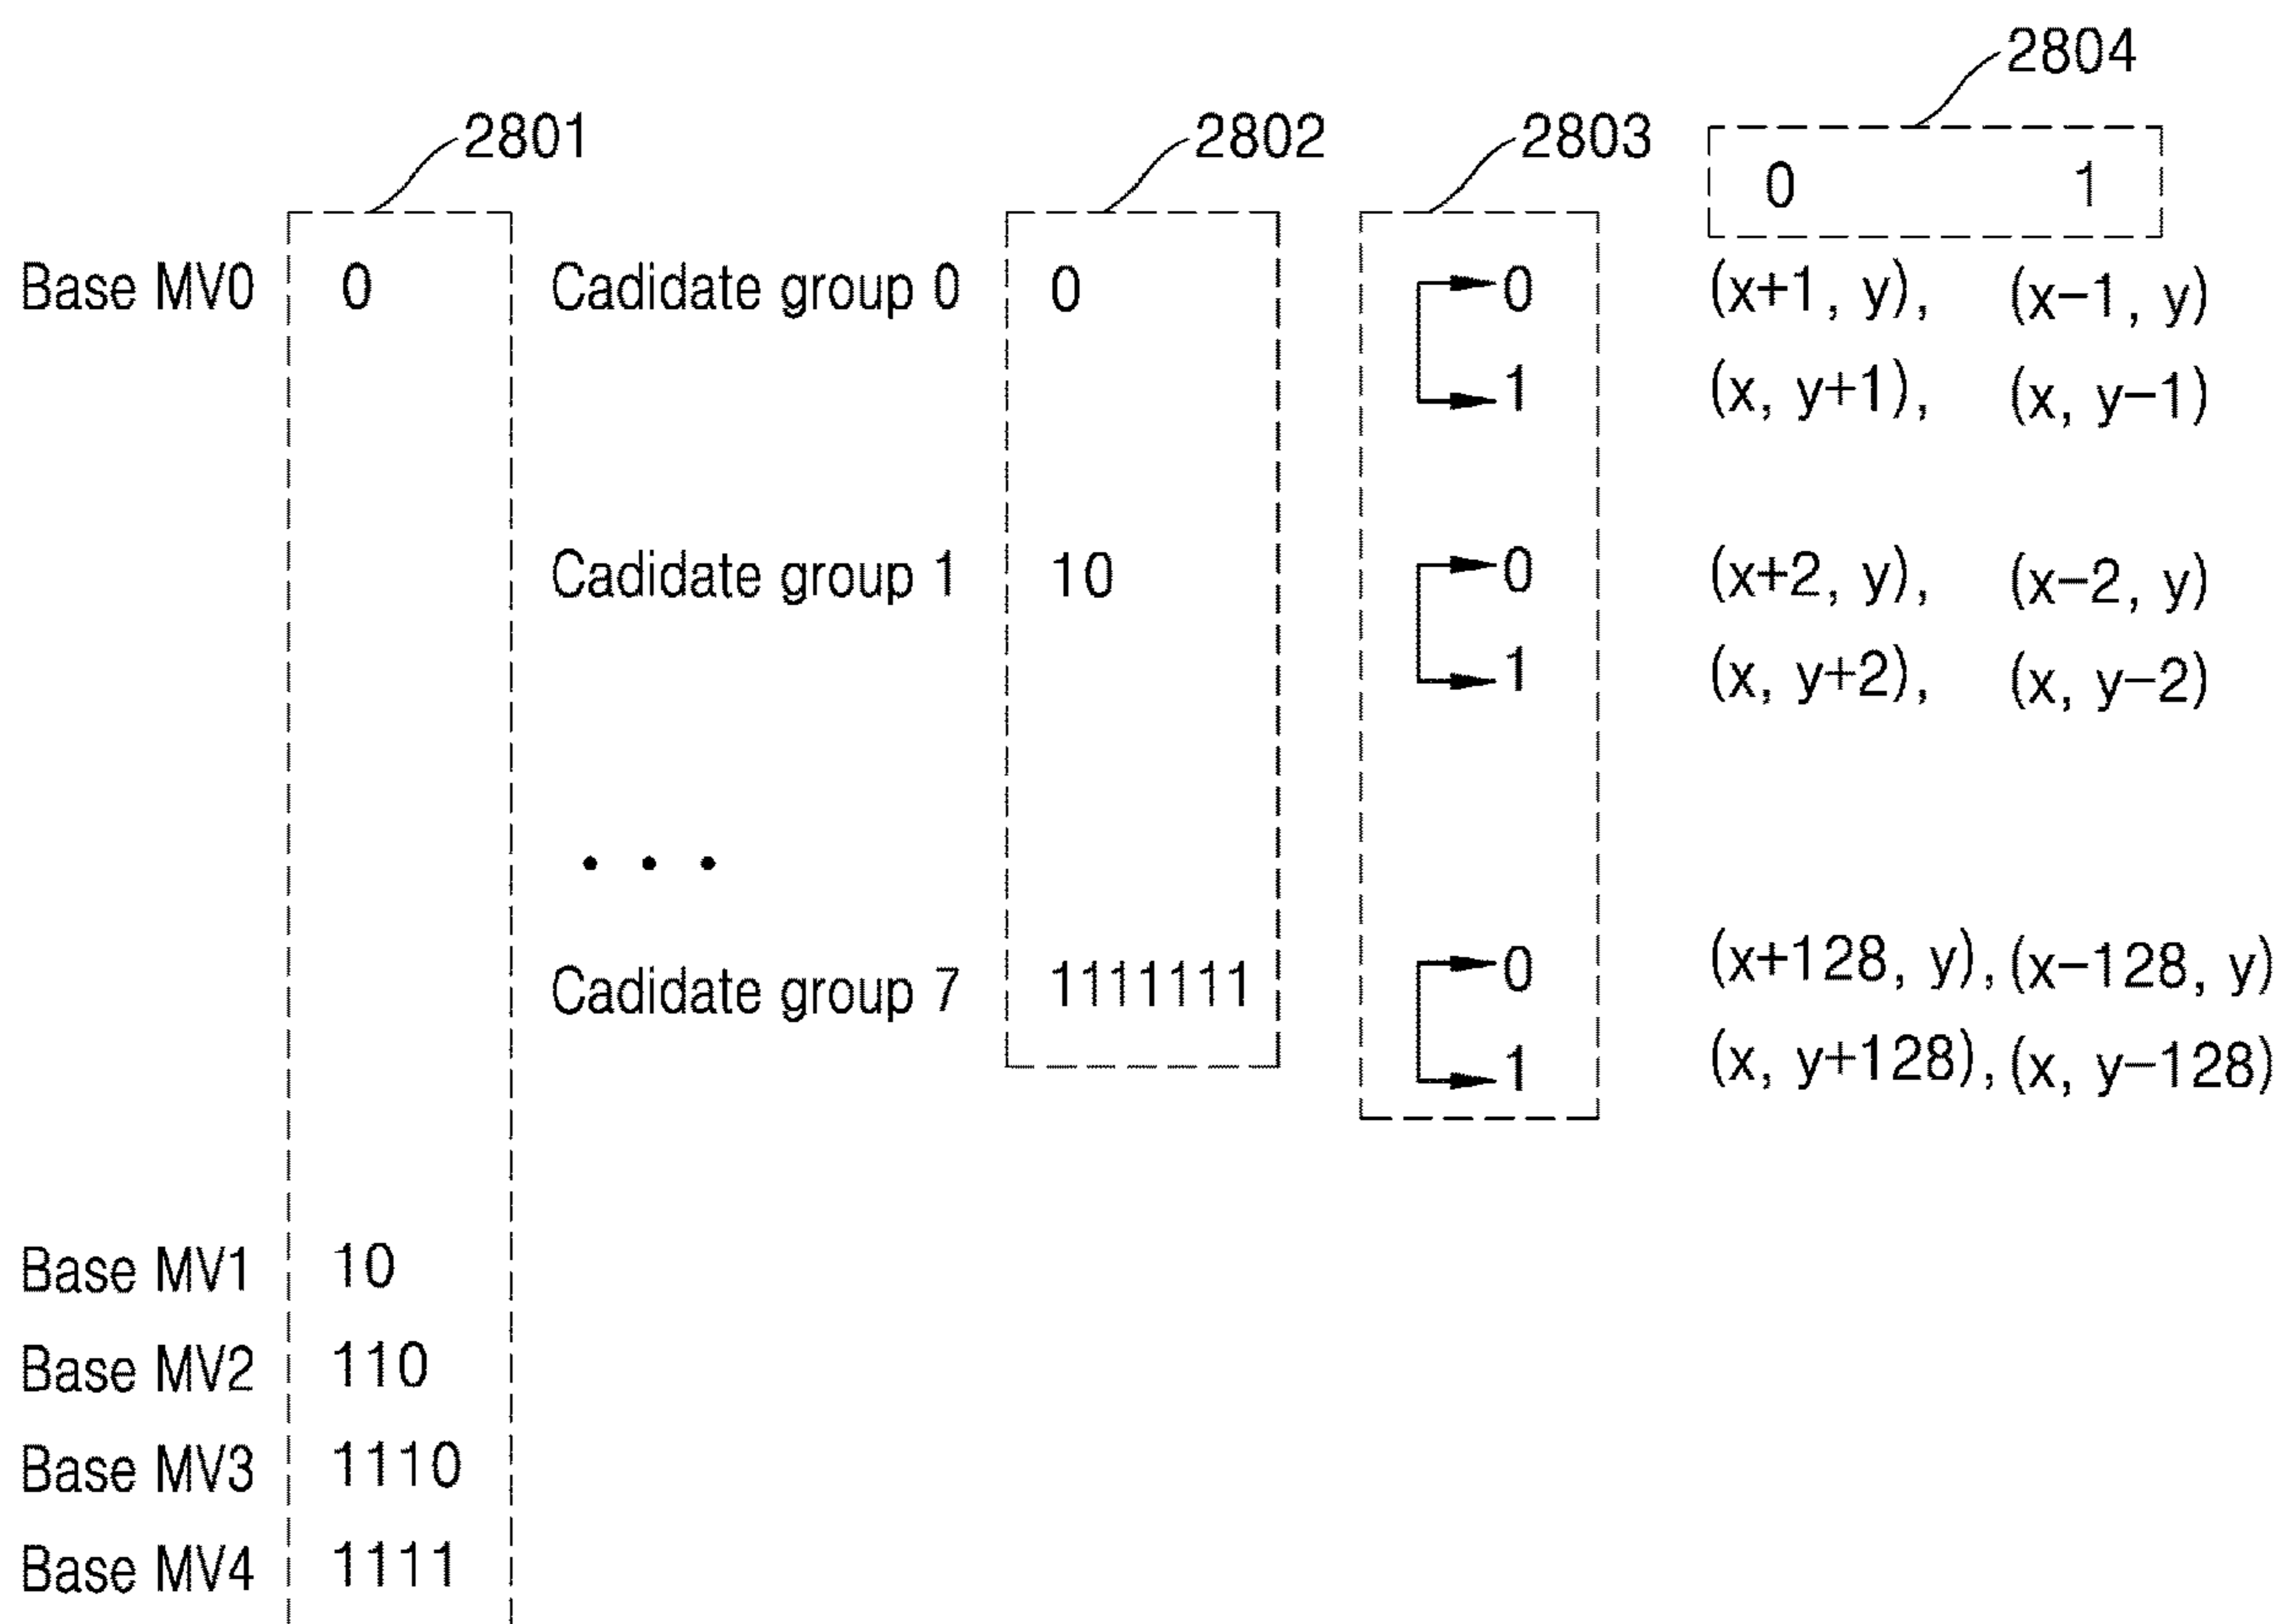 2804
2801 2802 2803
0 1
Base MV0 0 Cadidate group 0 0 0 (x+1, y), (x−1, y)
1 (x, y+1), (x, y−1)
Cadidate group 1 10 0 (x+2, y), (x−2, y)
1 (x, y+2), (x, y−2)
. . .
Cadidate group 7 1111111 0 (x+128, y), (x−128, y)
1 (x, y+128), (x, y−128)
Base MV1 10
Base MV2 110
Base MV3 1110
Base MV4 1111